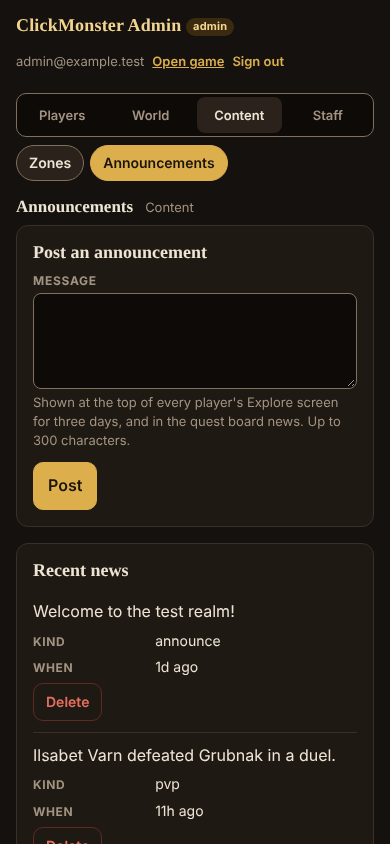 ClickMonster Admin admin
admin@example.test Open game Sign out
Players World Content Staff
Zones Announcements
Announcements Content
Post an announcement
MESSAGE
Shown at the top of every player's Explore screen
for three days, and in the quest board news. Up to
300 characters.
Post
Recent news
Welcome to the test realm!
KIND announce
WHEN 1d ago
Delete
Ilsabet Varn defeated Grubnak in a duel.
KIND pvp
WHEN 11h ago
Delete